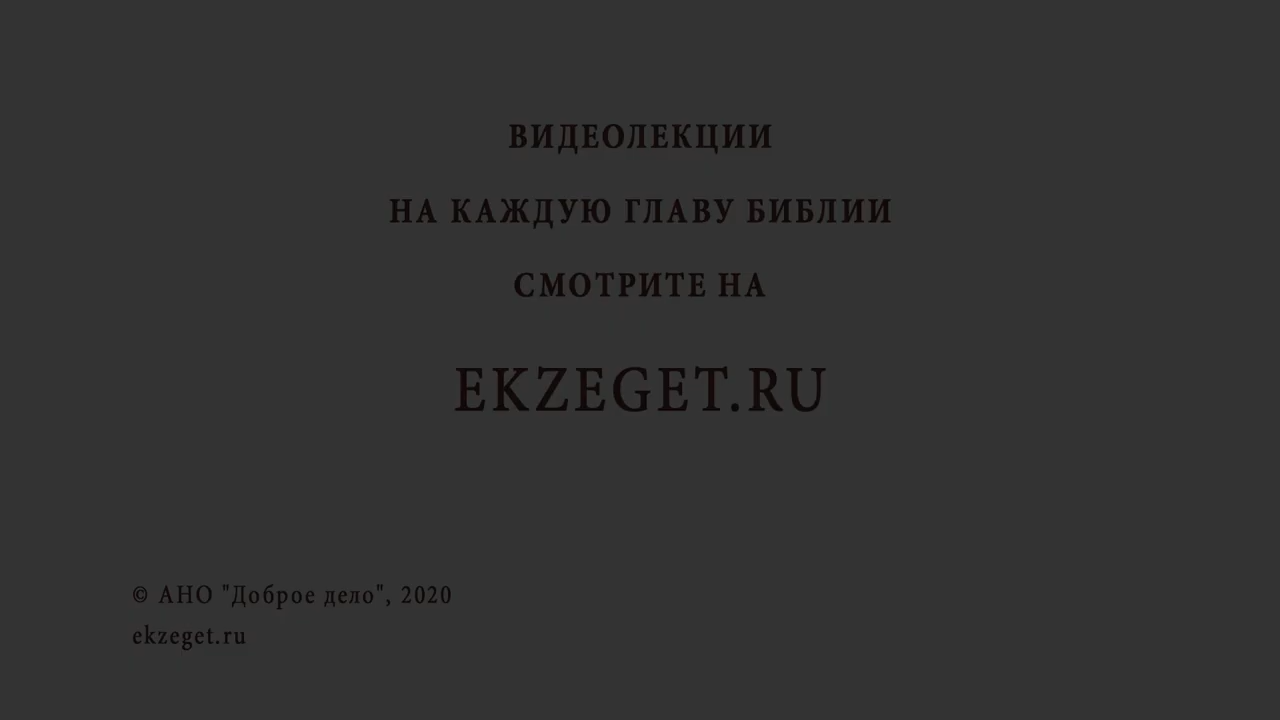 ВИДЕОЛЕКЦИИ
НА КАЖДУЮ ГЛАВУ БИБЛИИ
СМОТРИТЕ НА
EKZEGET.RU
© АНО "Доброе дело", 2020
ekzeget.ru